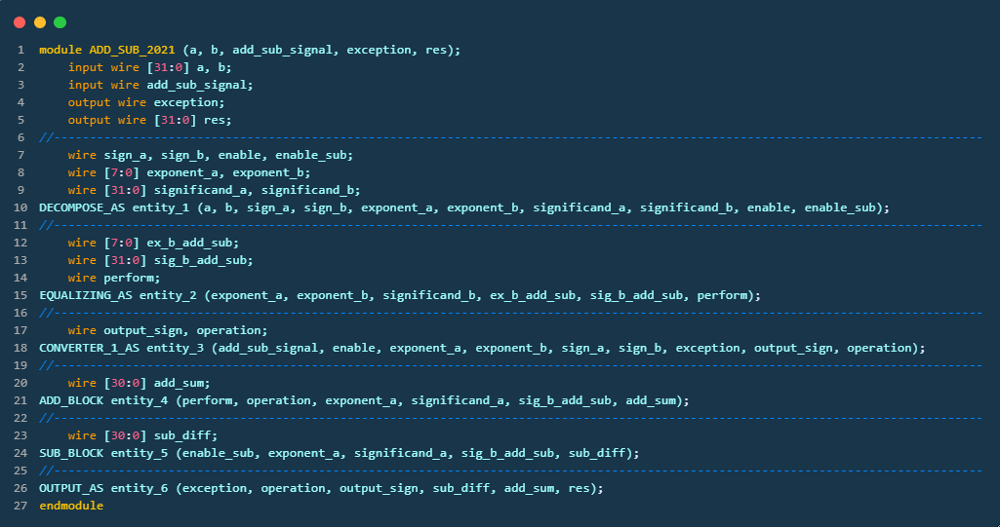 1 module ADD_SUB_2021 (a, b, add_sub_signal, exception, res);
2 input wire [31:0] a, b;
3 input wire add_sub_signal;
4 output wire exception;
5 output wire [31:0] res;
6 //----------------------------------------------------------------------------------------------------------------------------------
7 wire sign_a, sign_b, enable, enable_sub;
8 wire [7:0] exponent_a, exponent_b;
9 wire [31:0] significand_a, significand_b;
10 DECOMPOSE_AS entity_1 (a, b, sign_a, sign_b, exponent_a, exponent_b, significand_a, significand_b, enable, enable_sub);
11 //----------------------------------------------------------------------------------------------------------------------------------
12 wire [7:0] ex_b_add_sub;
13 wire [31:0] sig_b_add_sub;
14 wire perform;
15 EQUALIZING_AS entity_2 (exponent_a, exponent_b, significand_b, ex_b_add_sub, sig_b_add_sub, perform);
16 //----------------------------------------------------------------------------------------------------------------------------------
17 wire output_sign, operation;
18 CONVERTER_1_AS entity_3 (add_sub_signal, enable, exponent_a, exponent_b, sign_a, sign_b, exception, output_sign, operation);
19 //----------------------------------------------------------------------------------------------------------------------------------
20 wire [30:0] add_sum;
21 ADD_BLOCK entity_4 (perform, operation, exponent_a, significand_a, sig_b_add_sub, add_sum);
22 //----------------------------------------------------------------------------------------------------------------------------------
23 wire [30:0] sub_diff;
24 SUB_BLOCK entity_5 (enable_sub, exponent_a, significand_a, sig_b_add_sub, sub_diff);
25 //----------------------------------------------------------------------------------------------------------------------------------
26 OUTPUT_AS entity_6 (exception, operation, output_sign, sub_diff, add_sum, res);
27 endmodule